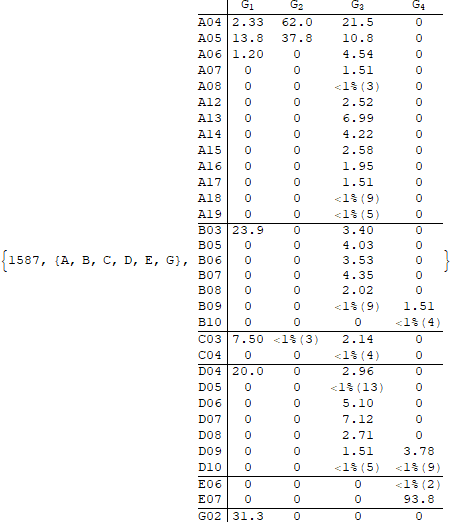 G1 G2 G3 G4
A04 2.33 62.0 21.5 0
A05 13.8 37.8 10.8 0
A06 1.20 0 4.54 0
A07 0 0 1.51 0
A08 0 0 <1%(3) 0
A12 0 0 2.52 0
A13 0 0 6.99 0
A14 0 0 4.22 0
A15 0 0 2.58 0
A16 0 0 1.95 0
A17 0 0 1.51 0
A18 0 0 <1%(9) 0
A19 0 0 <1%(5) 0
B03 23.9 0 3.40 0
B05 0 0 4.03 0
{1587, {A, B, C, D, E, G}, B06 0 0 3.53 0 }
B07 0 0 4.35 0
B08 0 0 2.02 0
B09 0 0 <1%(9) 1.51
B10 0 0 0 <1%(4)
C03 7.50 <1%(3) 2.14 0
C04 0 0 <1%(4) 0
D04 20.0 0 2.96 0
D05 0 0 <1%(13) 0
D06 0 0 5.10 0
D07 0 0 7.12 0
D08 0 0 2.71 0
D09 0 0 1.51 3.78
D10 0 0 <1%(5) <1%(9)
E06 0 0 0 <1%(2)
E07 0 0 0 93.8
G02 31.3 0 0 0